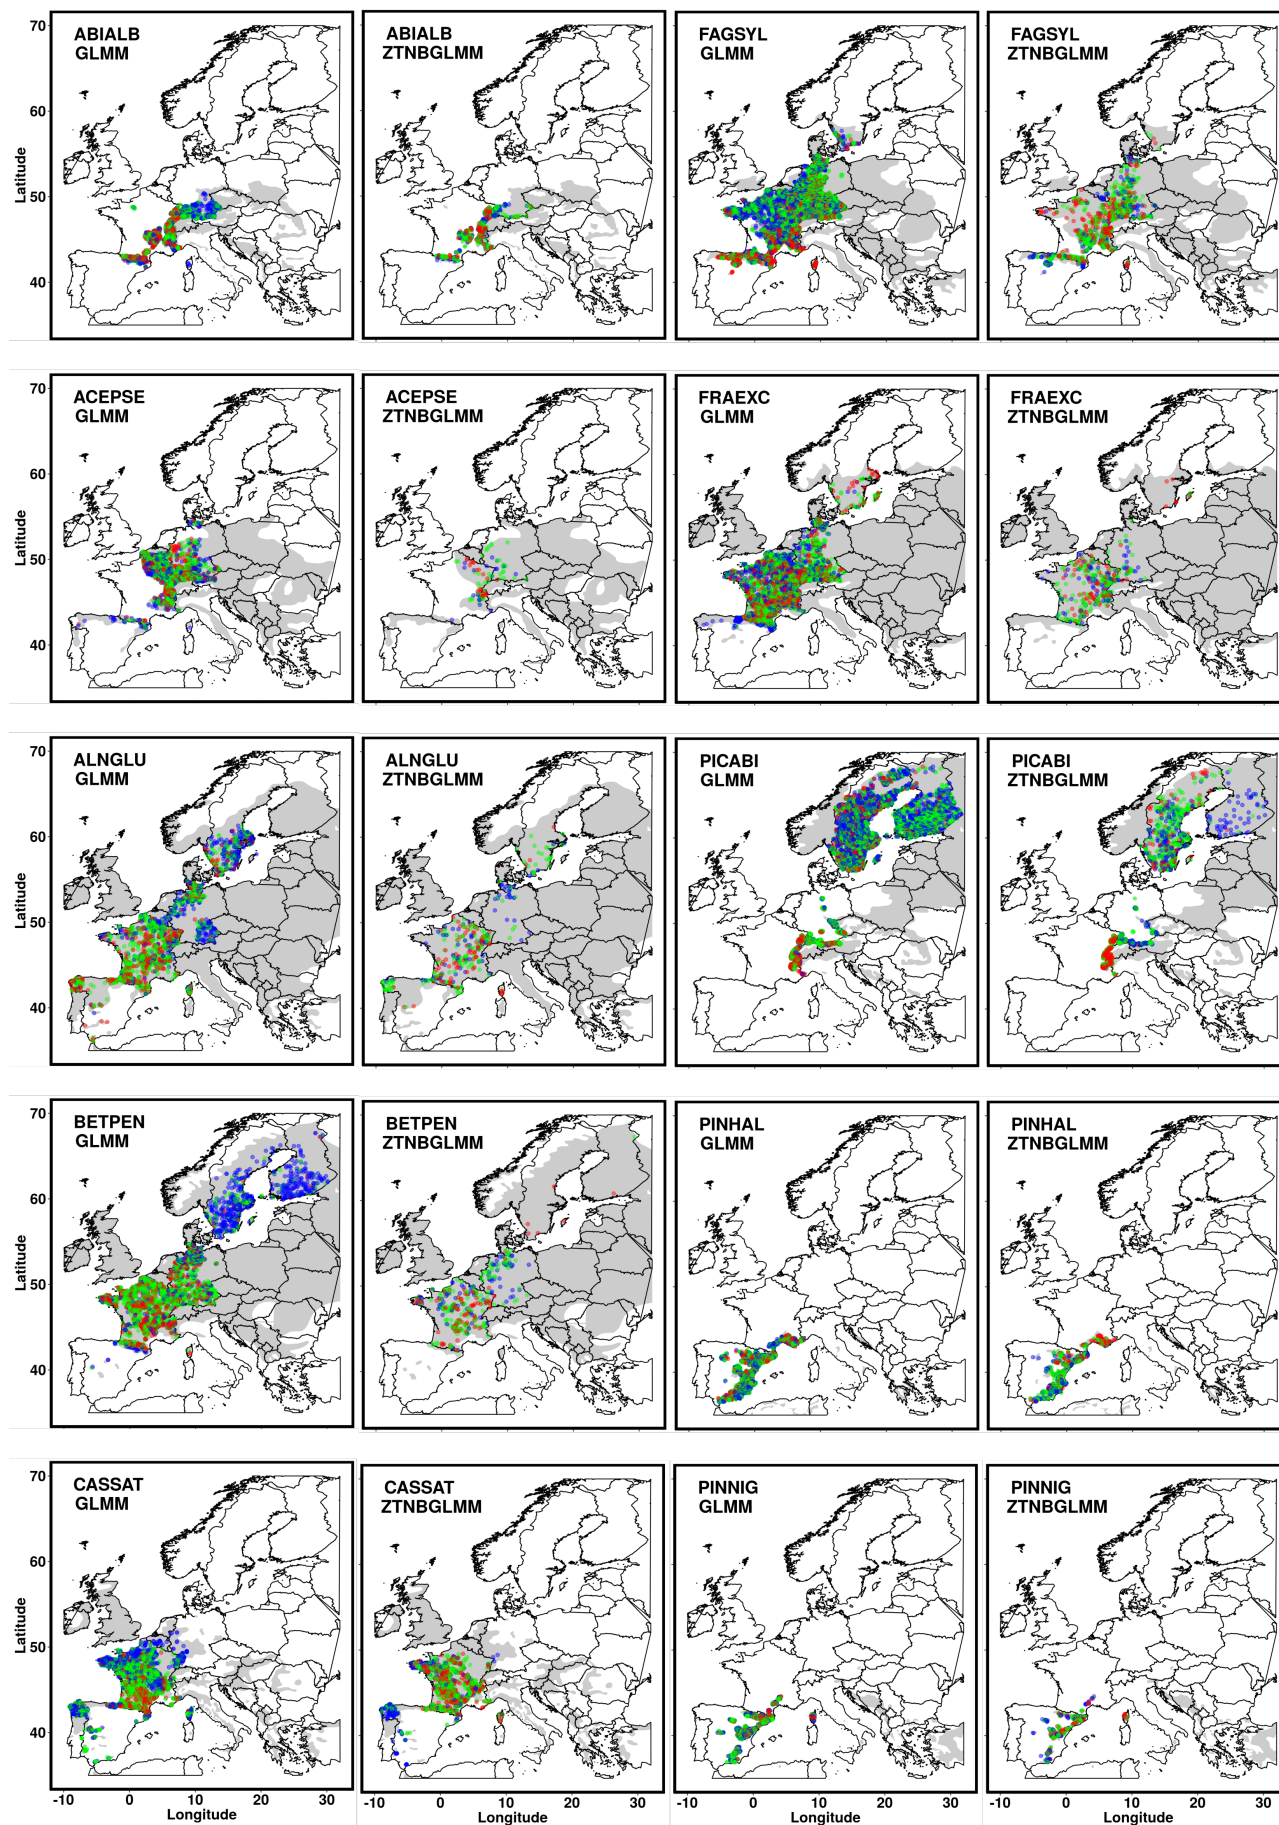 70
60
50
40
Latitude
ABIALB
GLMM
ABIALB
ZTNBGLMM
FAGSYL
GLMM
FAGSYL
ZTNBGLMM
70
60
50
40
Latitude
ACEPSE
GLMM
ACEPSE
ZTNBGLMM
FRAEXC
GLMM
FRAEXC
ZTNBGLMM
70
60
50
40
Latitude
ALNGLU
GLMM
ALNGLU
ZTNBGLMM
PICABI
GLMM
PICABI
ZTNBGLMM
70
60
50
40
Latitude
BETPEN
GLMM
BETPEN
ZTNBGLMM
PINHAL
GLMM
PINHAL
ZTNBGLMM
70
60
50
40
Latitude
CASSAT
GLMM
CASSAT
ZTNBGLMM
PINNIG
GLMM
PINNIG
ZTNBGLMM
-10 0 10 20 30
Longitude
-10 0 10 20 30
Longitude
-10 0 10 20 30
Longitude
-10 0 10 20 30
Longitude